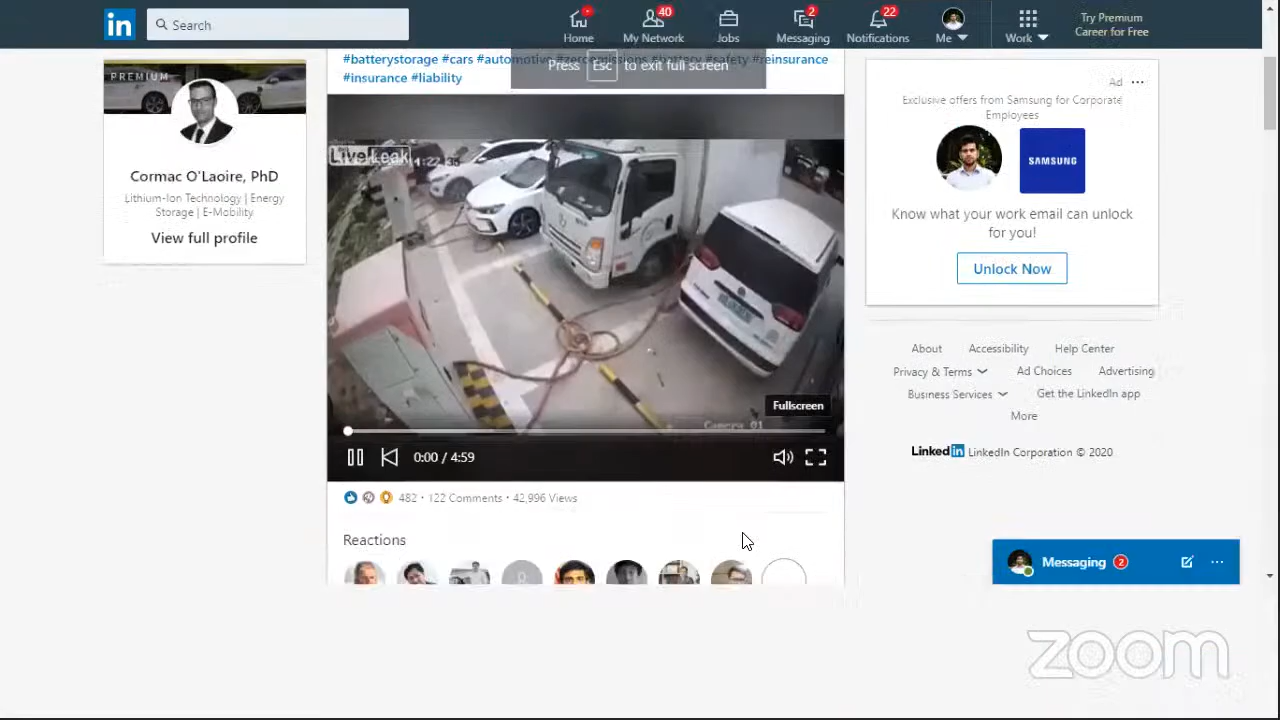 in Search Home 40 My Network Jobs 2 Messaging 22 Notifications Me Work Try Premium
Career for Free
#batterystorage #cars #automotive #zeroemissions #battery #safety #reinsurance
#insurance #liability
Press Esc to exit full screen
PREMIUM
Cormac O'Laoire, PhD
Lithium-Ion Technology | Energy
Storage | E-Mobility
View full profile
LiveLeak
Camera 01
Fullscreen
0:00 / 4:59
482 · 122 Comments · 42,996 Views
Reactions
Ad ···
Exclusive offers from Samsung for Corporate
Employees
SAMSUNG
Know what your work email can unlock
for you!
Unlock Now
About Accessibility Help Center
Privacy & Terms Ad Choices Advertising
Business Services Get the LinkedIn app
More
LinkedIn LinkedIn Corporation © 2020
Messaging 2 ···
zoom